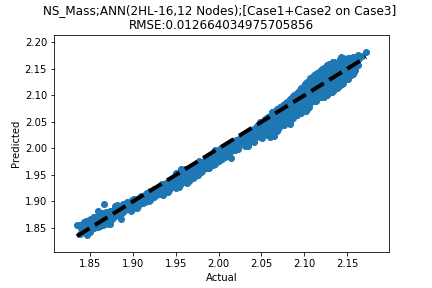 NS_Mass;ANN(2HL-16,12 Nodes);[Case1+Case2 on Case3]
RMSE:0.012664034975705856
2.20
2.15
2.10
2.05
2.00
1.95
1.90
1.85
Predicted
1.85 1.90 1.95 2.00 2.05 2.10 2.15
Actual